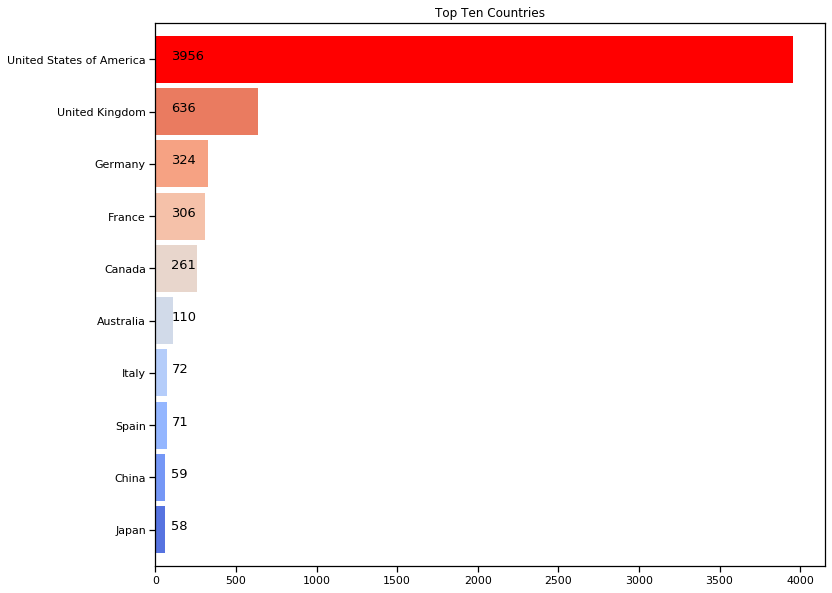 Top Ten Countries
United States of America 3956
United Kingdom 636
Germany 324
France 306
Canada 261
Australia 110
Italy 72
Spain 71
China 59
Japan 58
0 500 1000 1500 2000 2500 3000 3500 4000